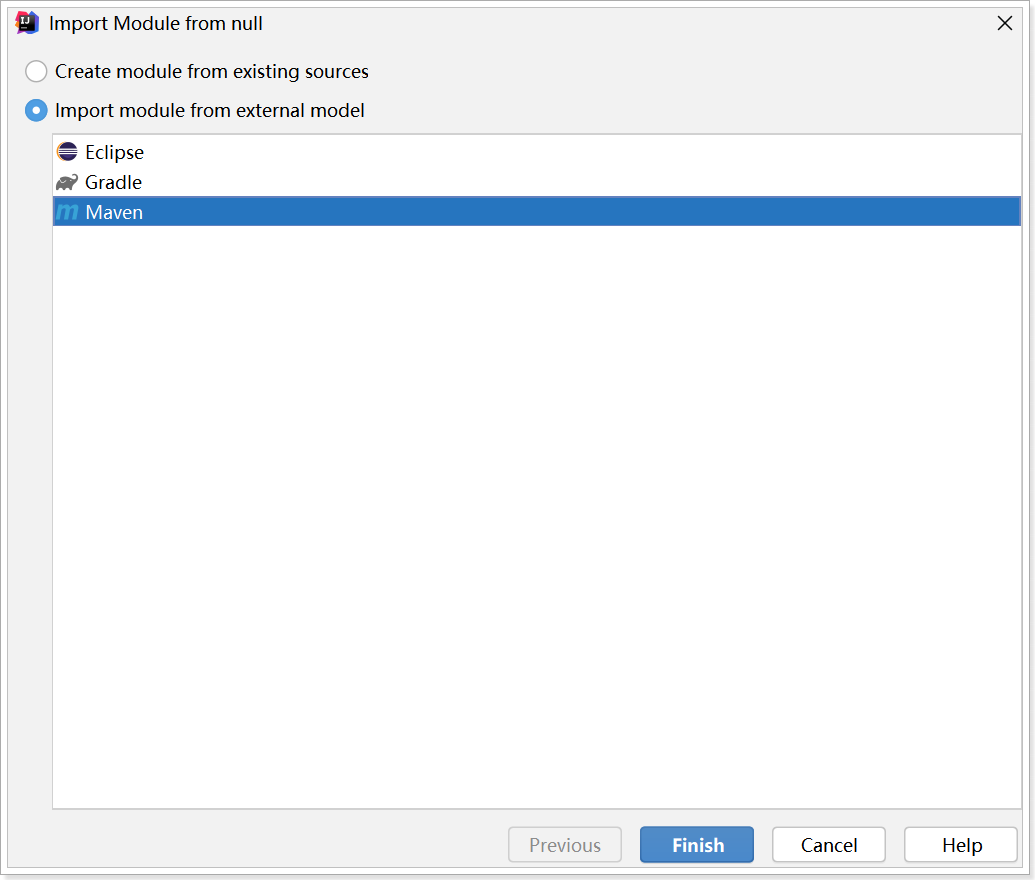 Import Module from null
Create module from existing sources
Import module from external model
Eclipse
Gradle
Maven
Previous Finish Cancel Help